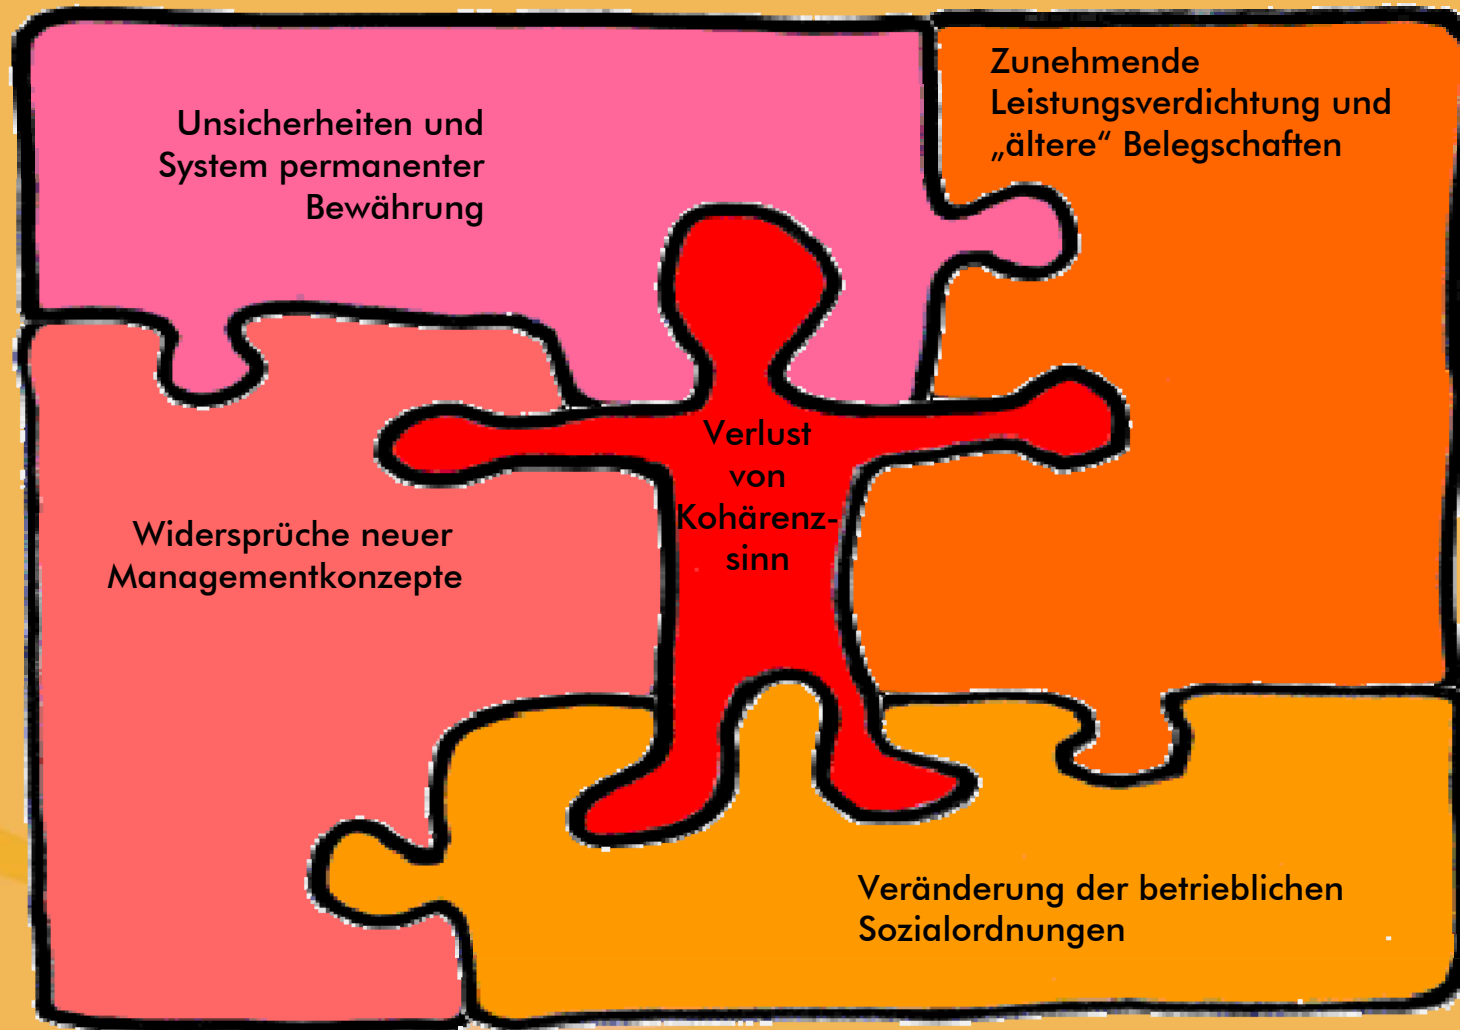 Unsicherheiten und
System permanenter
Bewährung
Zunehmende
Leistungsverdichtung und
„ältere“ Belegschaften
Verlust
von
Kohärenz-
sinn
Widersprüche neuer
Managementkonzepte
Veränderung der betrieblichen
Sozialordnungen